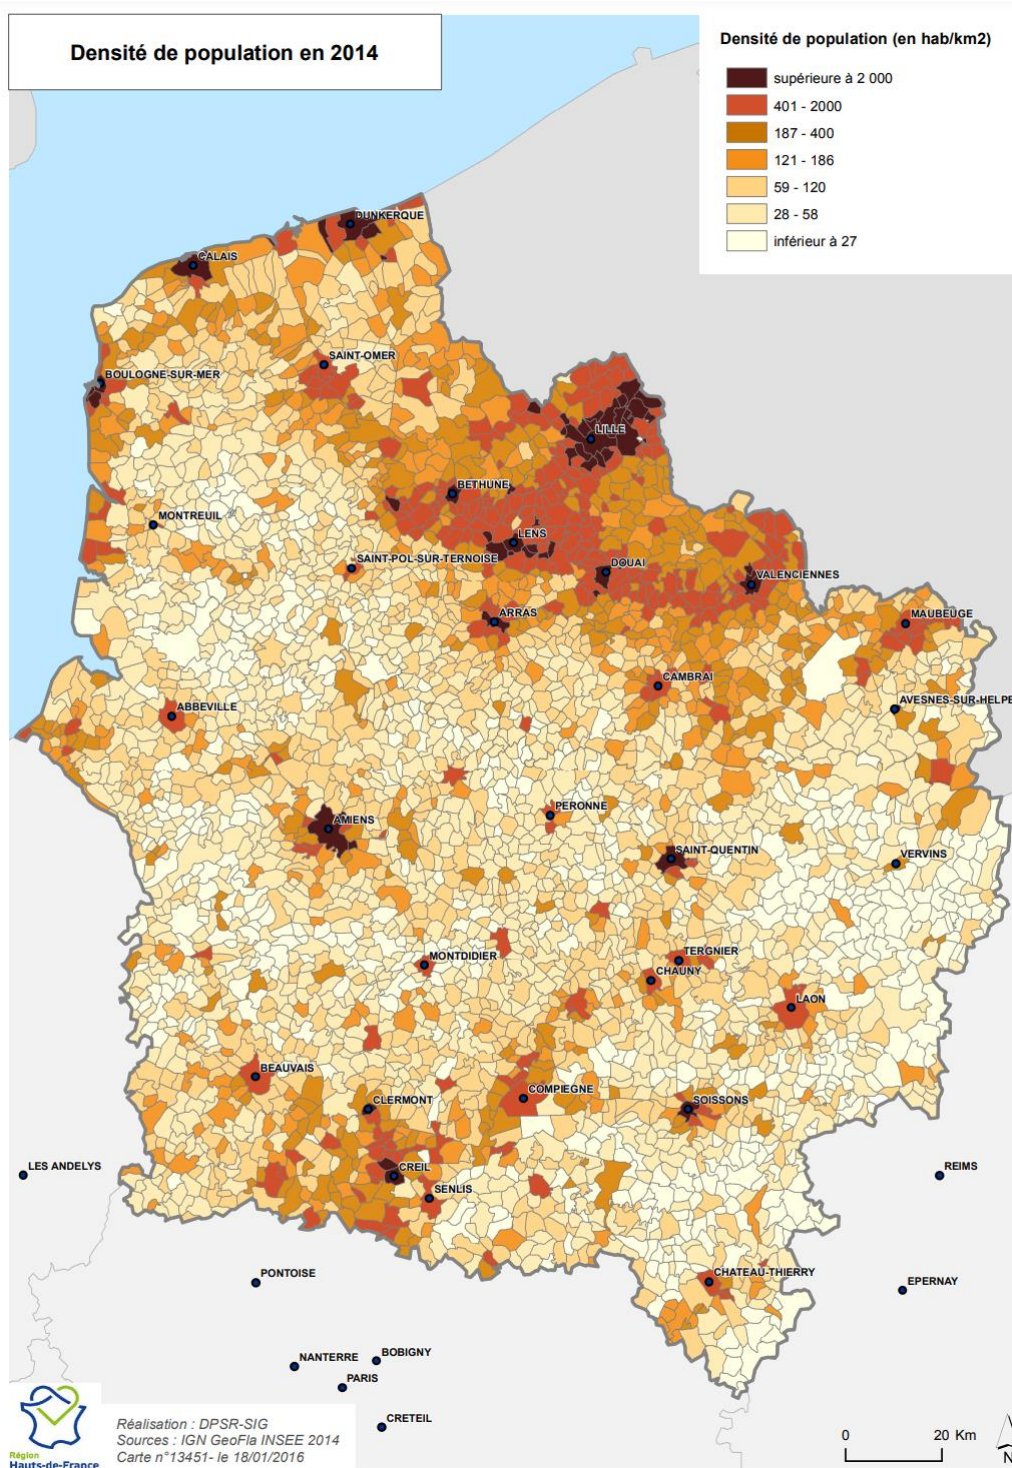 Densité de population en 2014
Densité de population (en hab/km2)
supérieure à 2 000
401 - 2000
187 - 400
121 - 186
59 - 120
28 - 58
inférieur à 27
DUNKERQUE
CALAIS
SAINT-OMER
BOULOGNE-SUR-MER
LILLE
BETHUNE
MONTREUIL
LENS
SAINT-POL-SUR-TERNOISE
DOUAI
VALENCIENNES
ARRAS
MAUBEUGE
CAMBRAI
ABBEVILLE
AVESNES-SUR-HELPE
PERONNE
AMIENS
SAINT-QUENTIN
VERVINS
MONTDIDIER
TERGNIER
CHAUNY
LAON
BEAUVAIS
COMPIEGNE
CLERMONT
SOISSONS
LES ANDELYS
CREIL
REIMS
SENLIS
PONTOISE
CHATEAU-THIERRY
EPERNAY
NANTERRE
BOBIGNY
PARIS
CRETEIL
Région
Hauts-de-France
Réalisation : DPSR-SIG
Sources : IGN GeoFla INSEE 2014
Carte n°13451- le 18/01/2016
0 20 Km
N